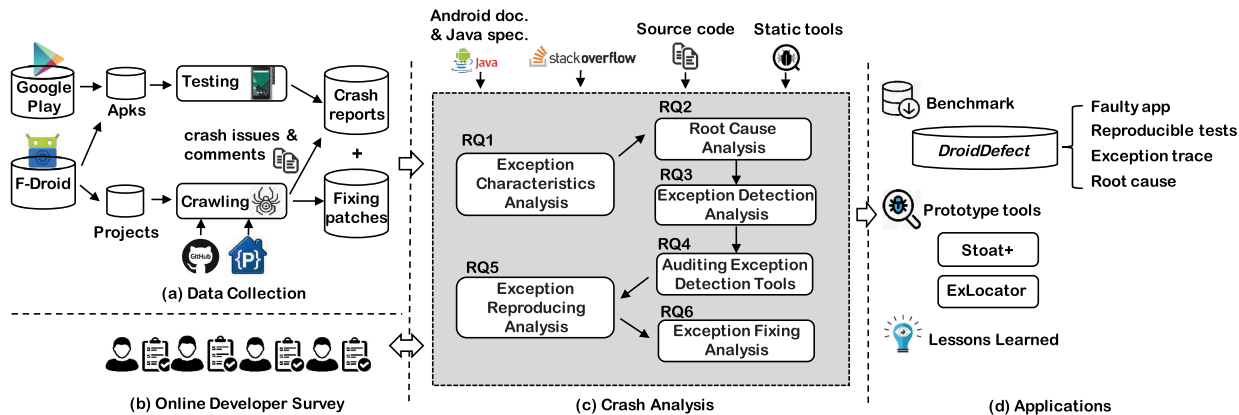 Google
Play
Apks
Testing
Crash
reports
+
crash issues &
comments
F-Droid
Projects
Crawling
Fixing
patches
GitHub
{P}
(a) Data Collection
(b) Online Developer Survey
Android doc.
& Java spec.
Java
stackoverflow
Source code
Static tools
RQ1
Exception
Characteristics
Analysis
RQ2
Root Cause
Analysis
RQ3
Exception Detection
Analysis
RQ4
Auditing Exception
Detection Tools
RQ5
Exception
Reproducing
Analysis
RQ6
Exception Fixing
Analysis
(c) Crash Analysis
Benchmark
DroidDefect
Faulty app
Reproducible tests
Exception trace
Root cause
Prototype tools
Stoat+
ExLocator
Lessons Learned
(d) Applications